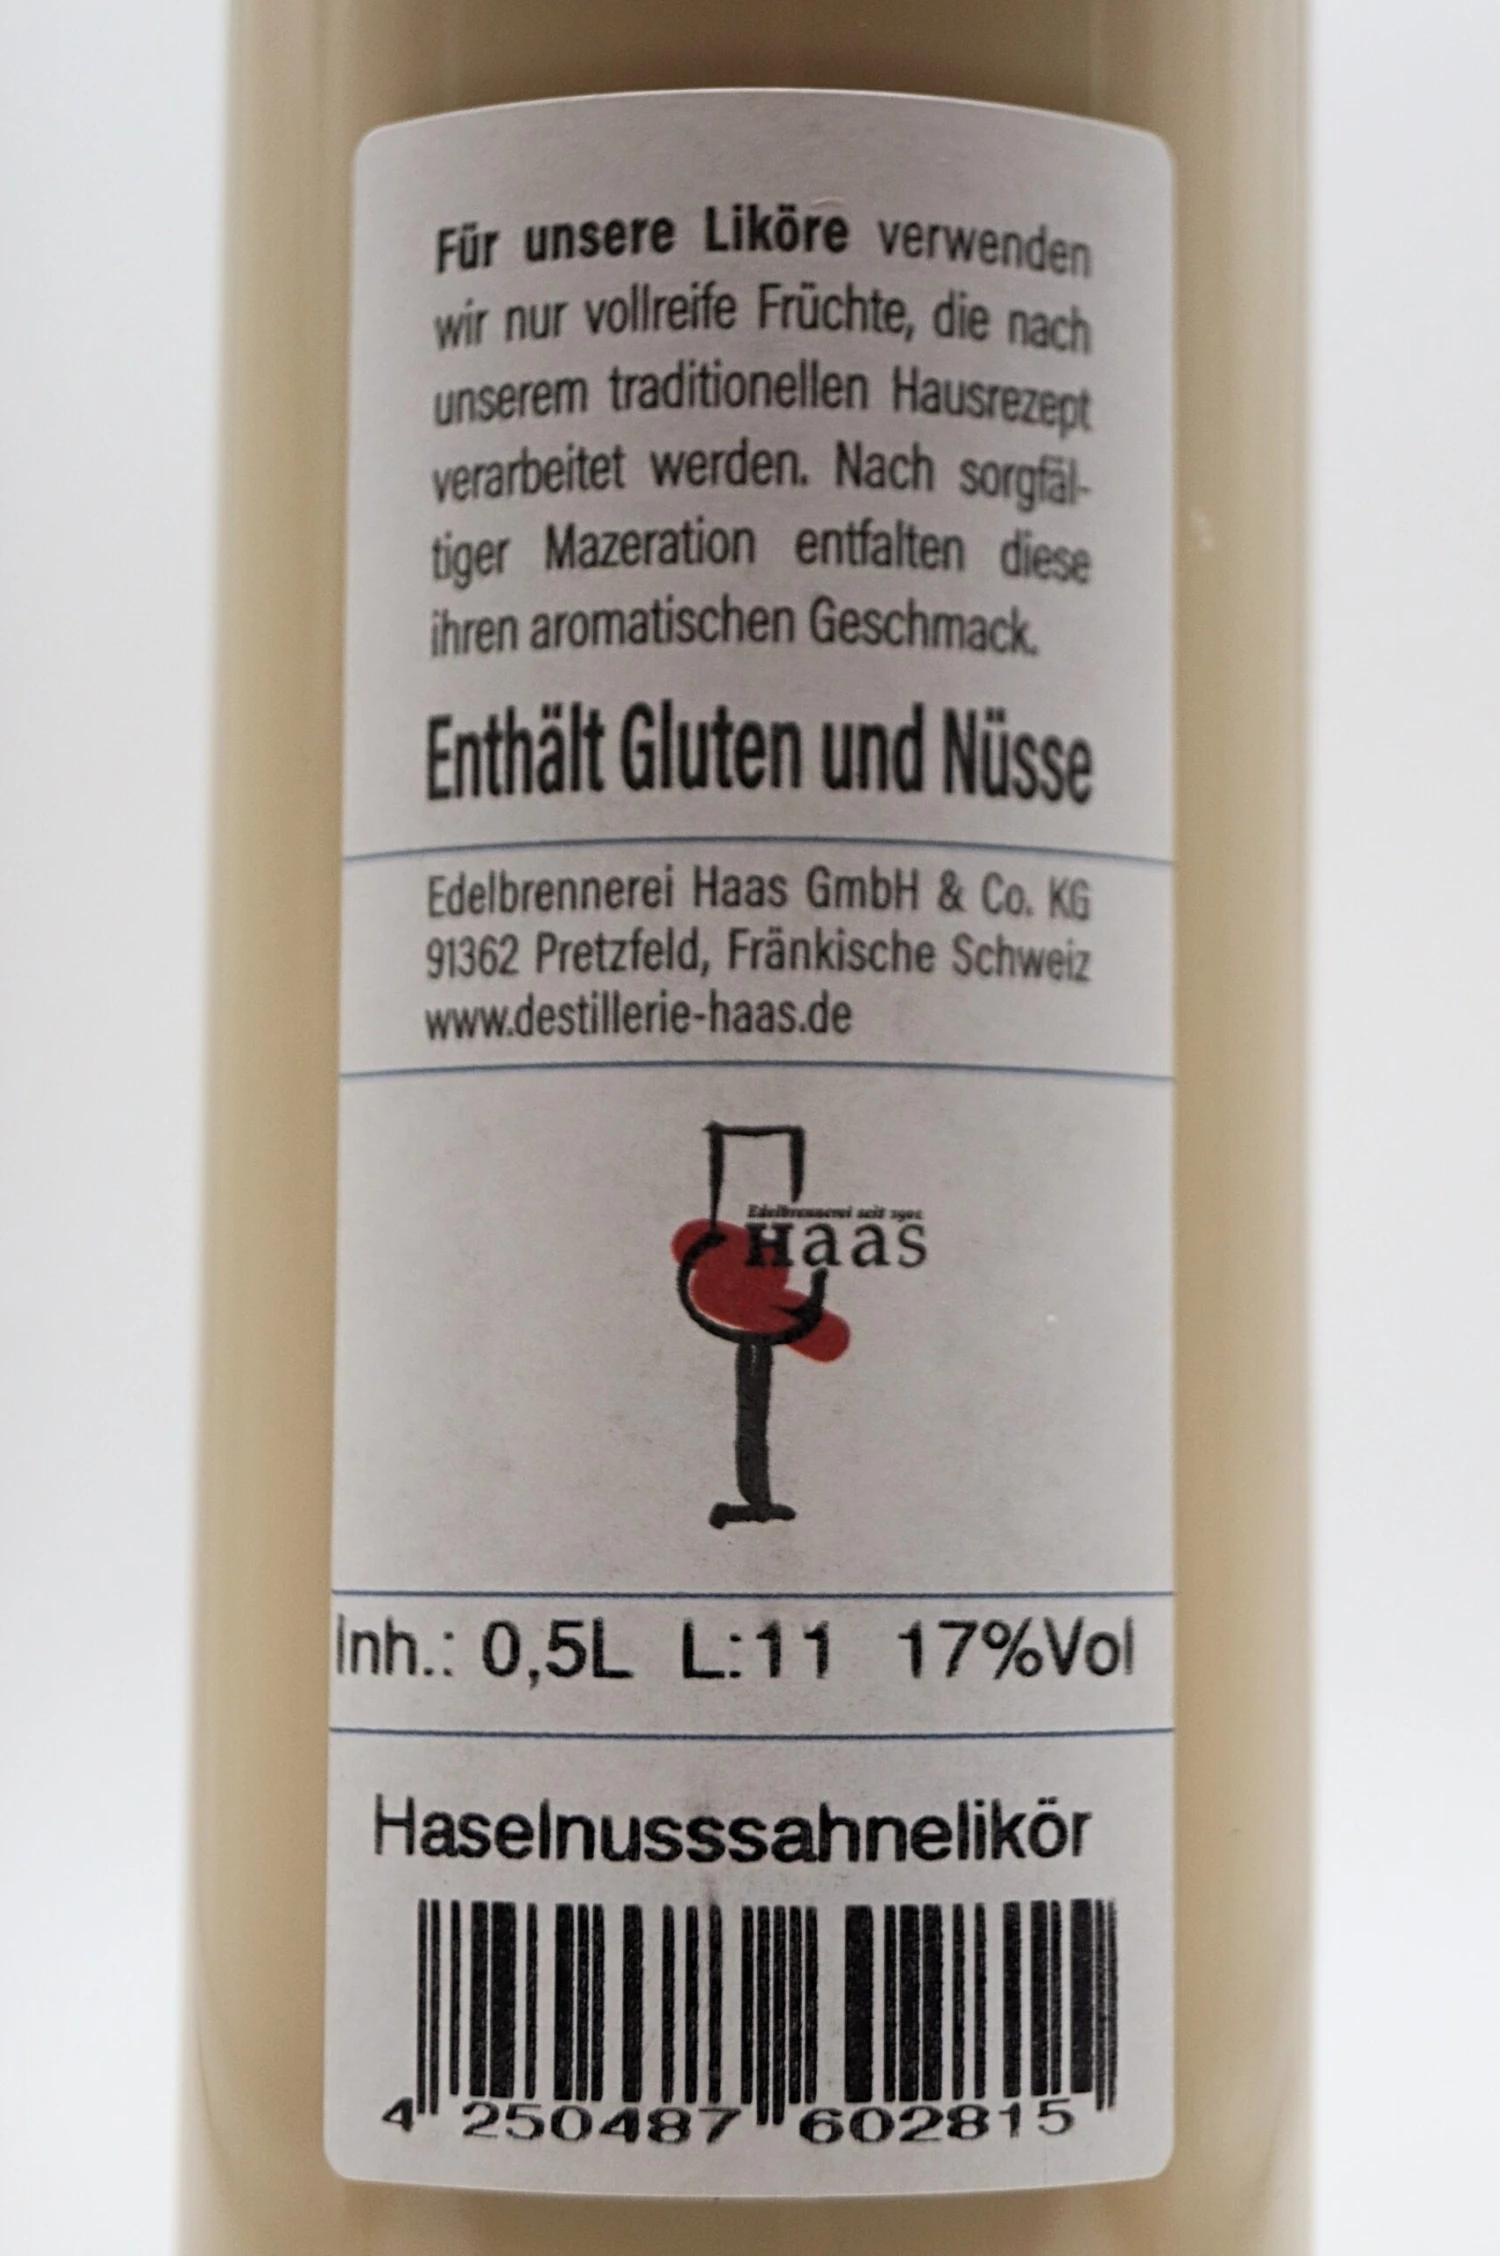 Für unsere Liköre verwenden
wir nur vollreife Früchte, die nach
unserem traditionellen Hausrezept
verarbeitet werden. Nach sorgfäl-
tiger Mazeration entfalten diese
ihren aromatischen Geschmack.
Enthält Gluten und Nüsse
Edelbrennerei Haas GmbH & Co. KG
91362 Pretzfeld, Fränkische Schweiz
www.destillerie-haas.de
Edelbrennerei seit
Haas
Inh.: 0,5L L:11 17%Vol
Haselnusssahnelikör
4 250487 602815